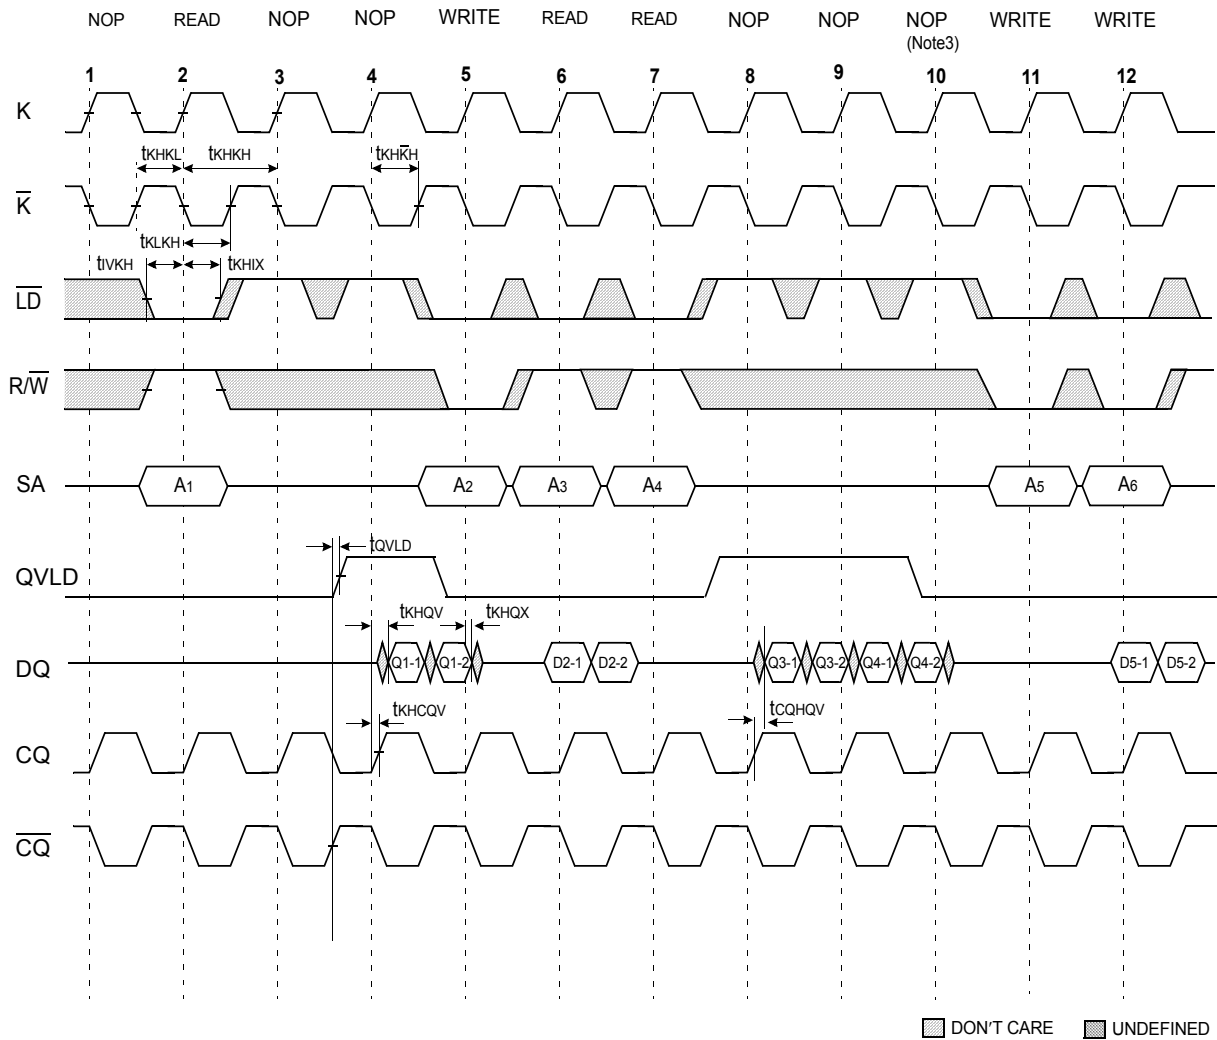 NOP READ NOP NOP WRITE READ READ NOP NOP NOP WRITE WRITE
(Note3)
1 2 3 4 5 6 7 8 9 10 11 12
K
tKHKL tKHKH tKHK̅H
K̅
tKLKH
tIVKH tKHIX
L̅D̅
R/W̅
SA A1 A2 A3 A4 A5 A6
tQVLD
QVLD
tKHQV tKHQX
DQ Q1-1 Q1-2 D2-1 D2-2 Q3-1 Q3-2 Q4-1 Q4-2 D5-1 D5-2
tKHCQV tCQHQV
CQ
C̅Q̅
DON'T CARE UNDEFINED